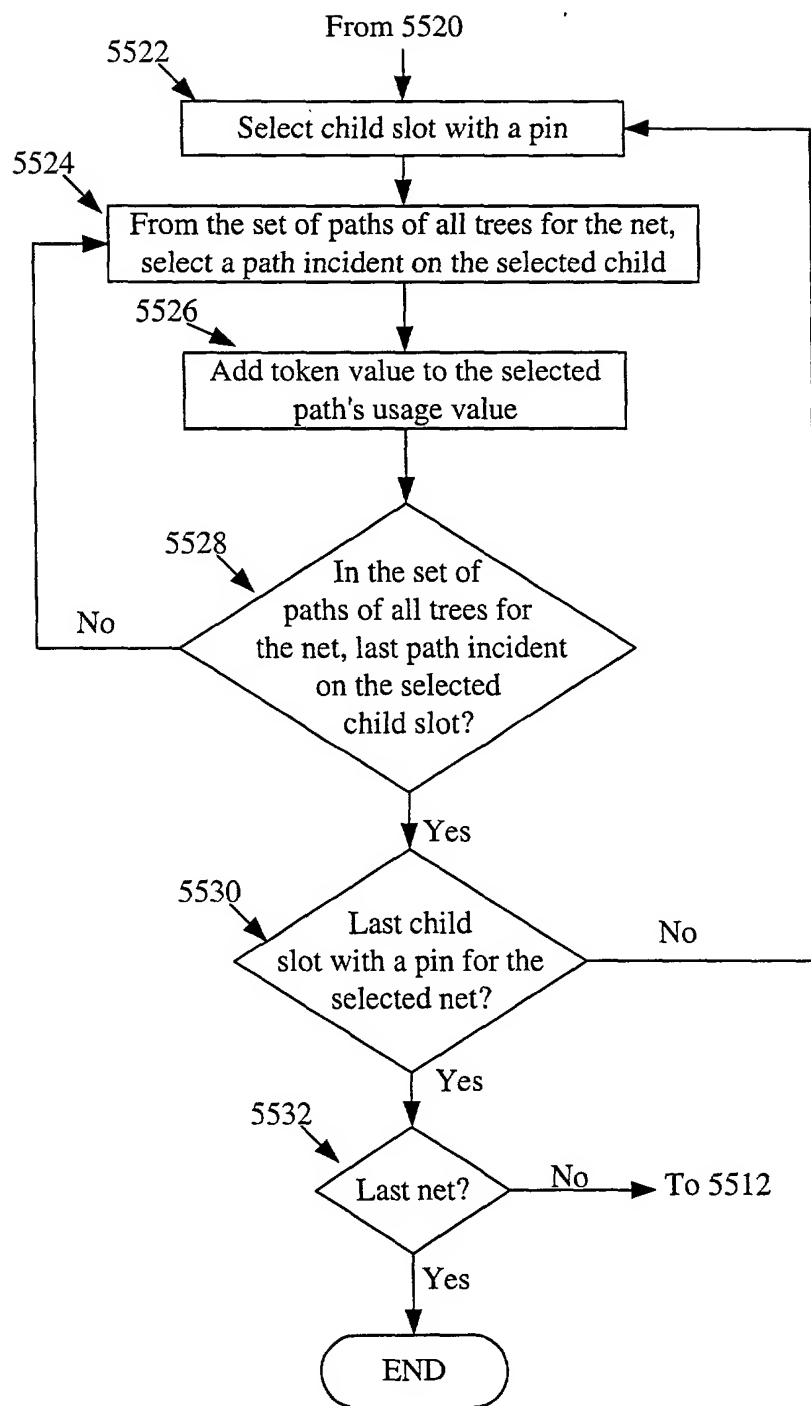 From 5520
5522
Select child slot with a pin
5524
From the set of paths of all trees for the net,
select a path incident on the selected child
5526
Add token value to the selected
path's usage value
5528
In the set of
paths of all trees for
the net, last path incident
on the selected
child slot?
No
Yes
5530
Last child
slot with a pin for the
selected net?
No
Yes
5532
Last net?
No
To 5512
Yes
END